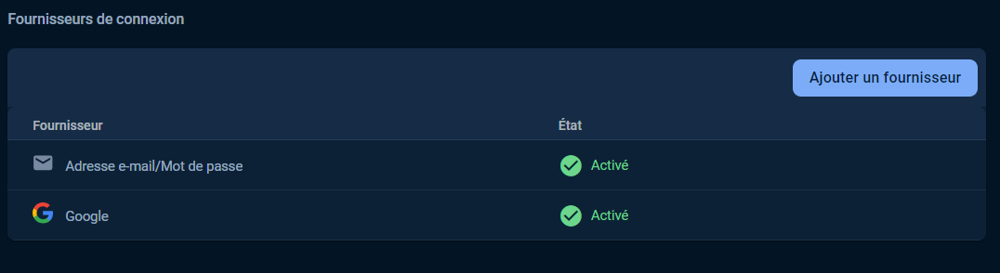 Fournisseurs de connexion
Ajouter un fournisseur
Fournisseur État
Adresse e-mail/Mot de passe Activé
Google Activé